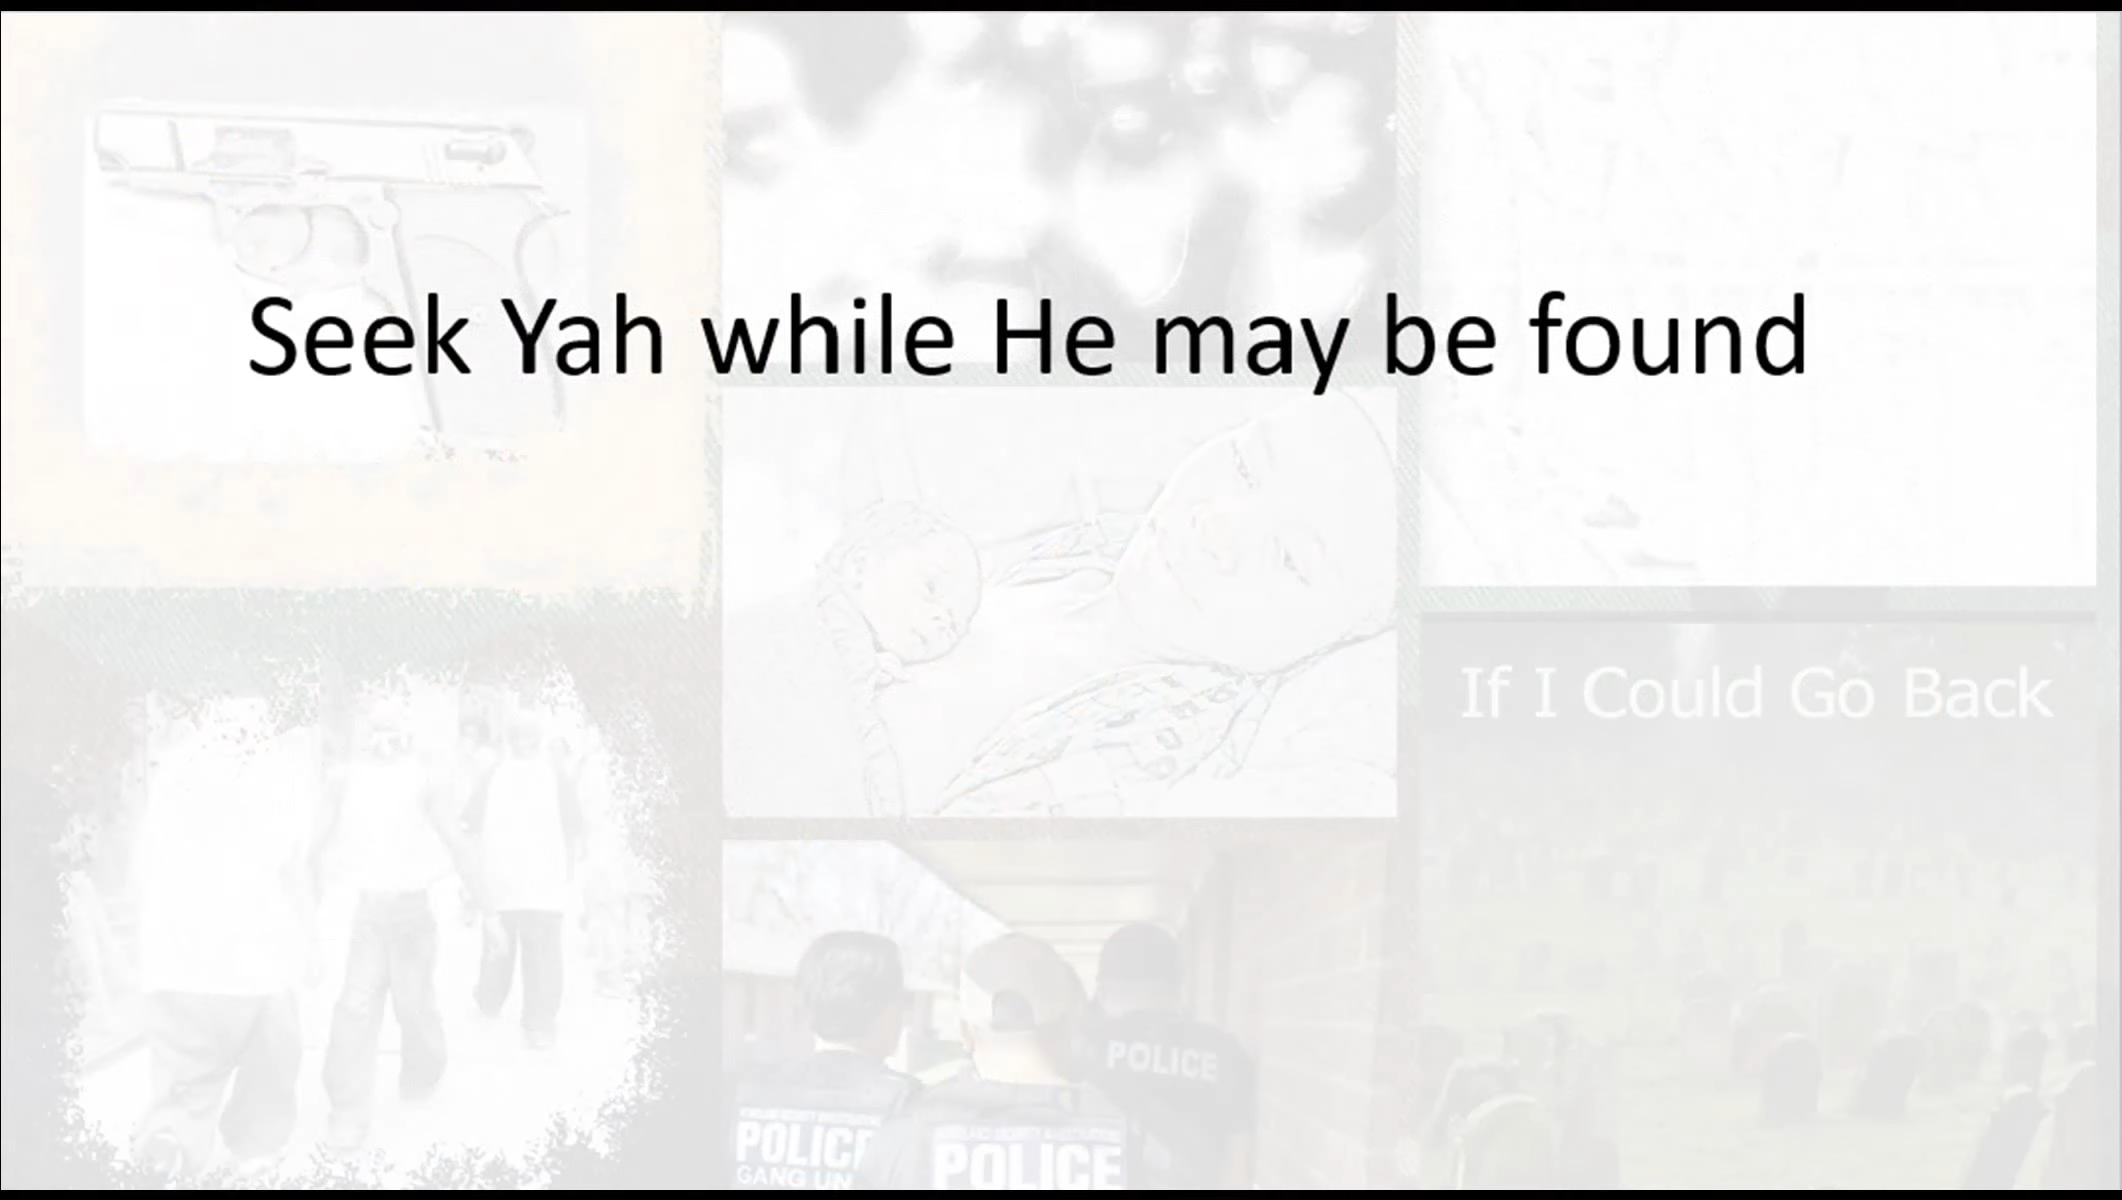 Seek Yah while He may be found
If I Could Go Back
POLICE
POLICE
GANG UN
POLICE